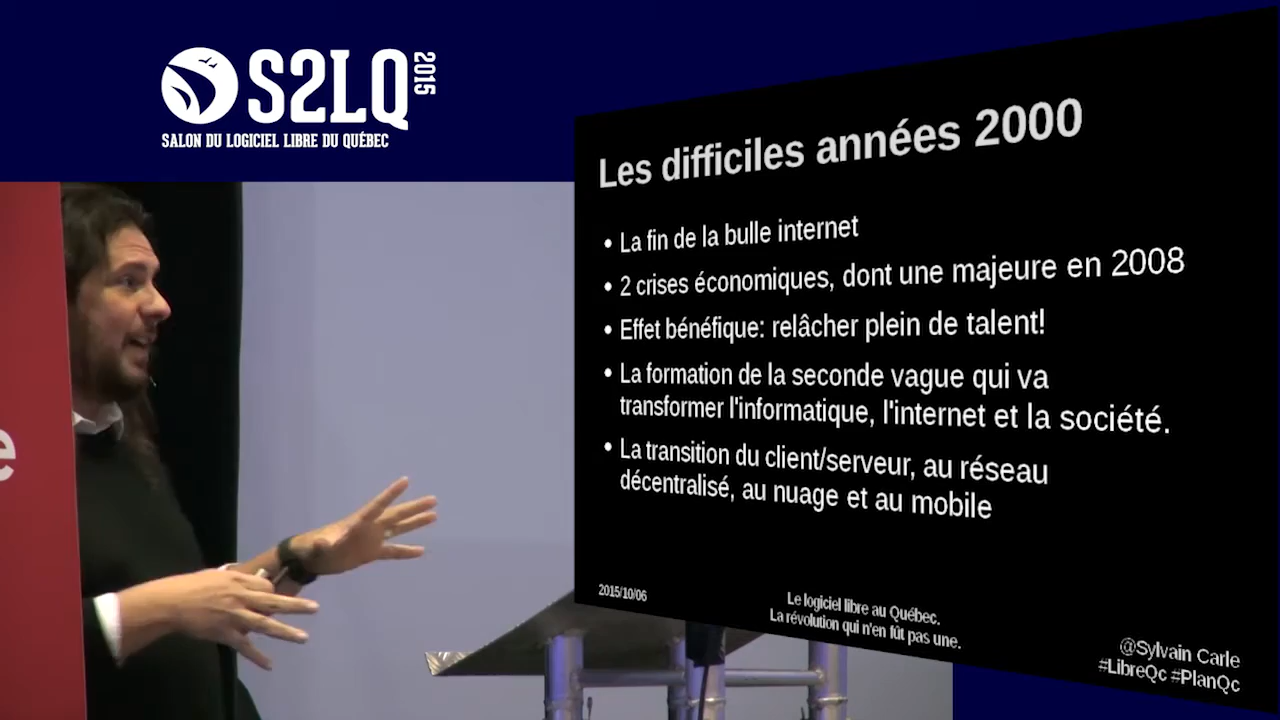 S2LQ 2015
SALON DU LOGICIEL LIBRE DU QUÉBEC
Les difficiles années 2000
• La fin de la bulle internet
• 2 crises économiques, dont une majeure en 2008
• Effet bénéfique: relâcher plein de talent!
• La formation de la seconde vague qui va
transformer l'informatique, l'internet et la société.
• La transition du client/serveur, au réseau
décentralisé, au nuage et au mobile
2015/10/06
Le logiciel libre au Québec.
La révolution qui n'en fût pas une.
@Sylvain Carle
#LibreQc #PlanQc
e